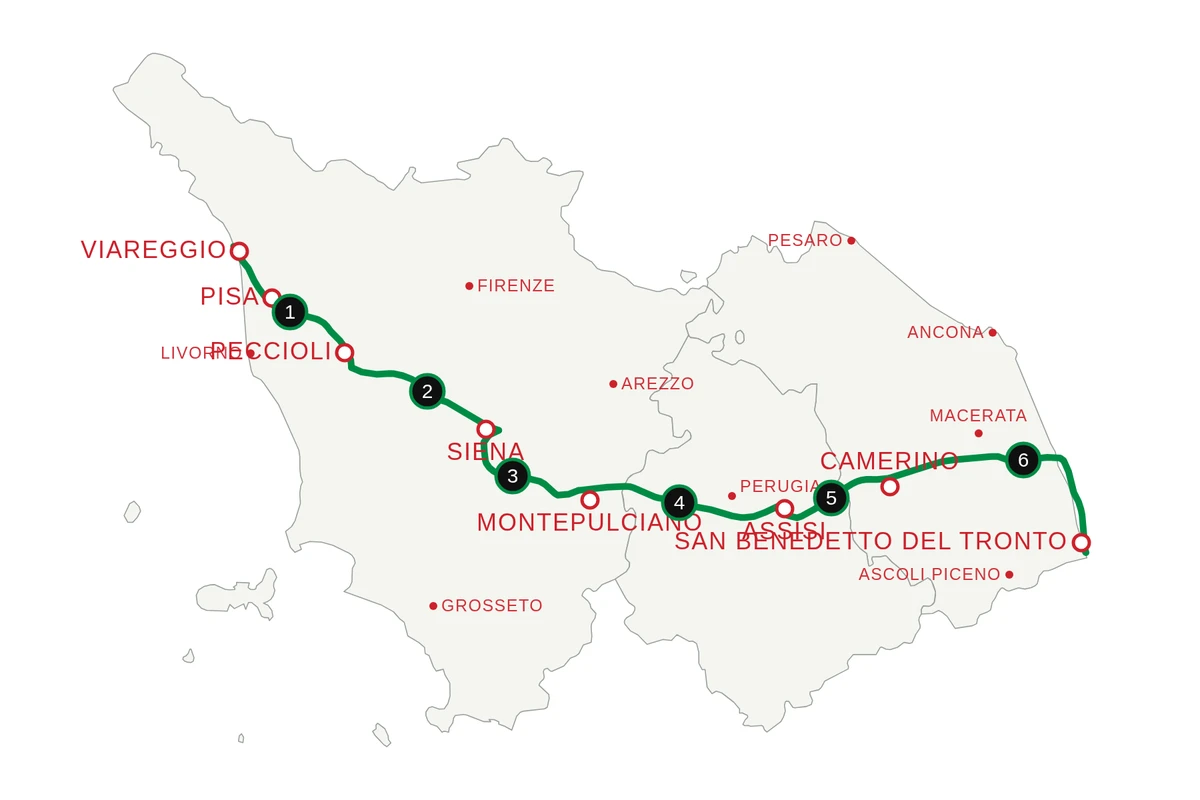 PESARO
VIAREGGIO
FIRENZE
PISA
1
ANCONA
LIVORNO
PECCIOLI
AREZZO
2
MACERATA
SIENA
CAMERINO
6
3
PERUGIA
5
4
MONTEPULCIANO
ASSISI
SAN BENEDETTO DEL TRONTO
ASCOLI PICENO
GROSSETO